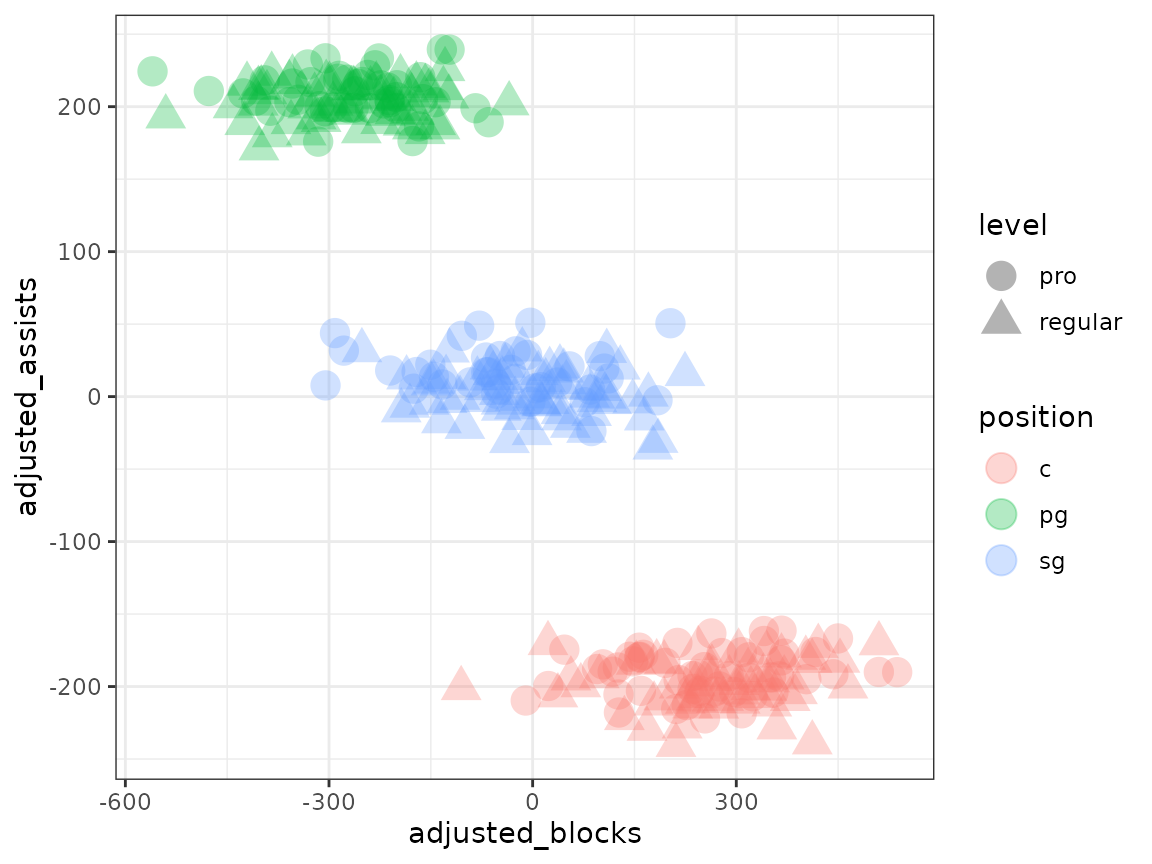 200
100
0
-100
-200
adjusted_assists
-600
-300
0
300
adjusted_blocks
level
pro
regular
position
c
pg
sg